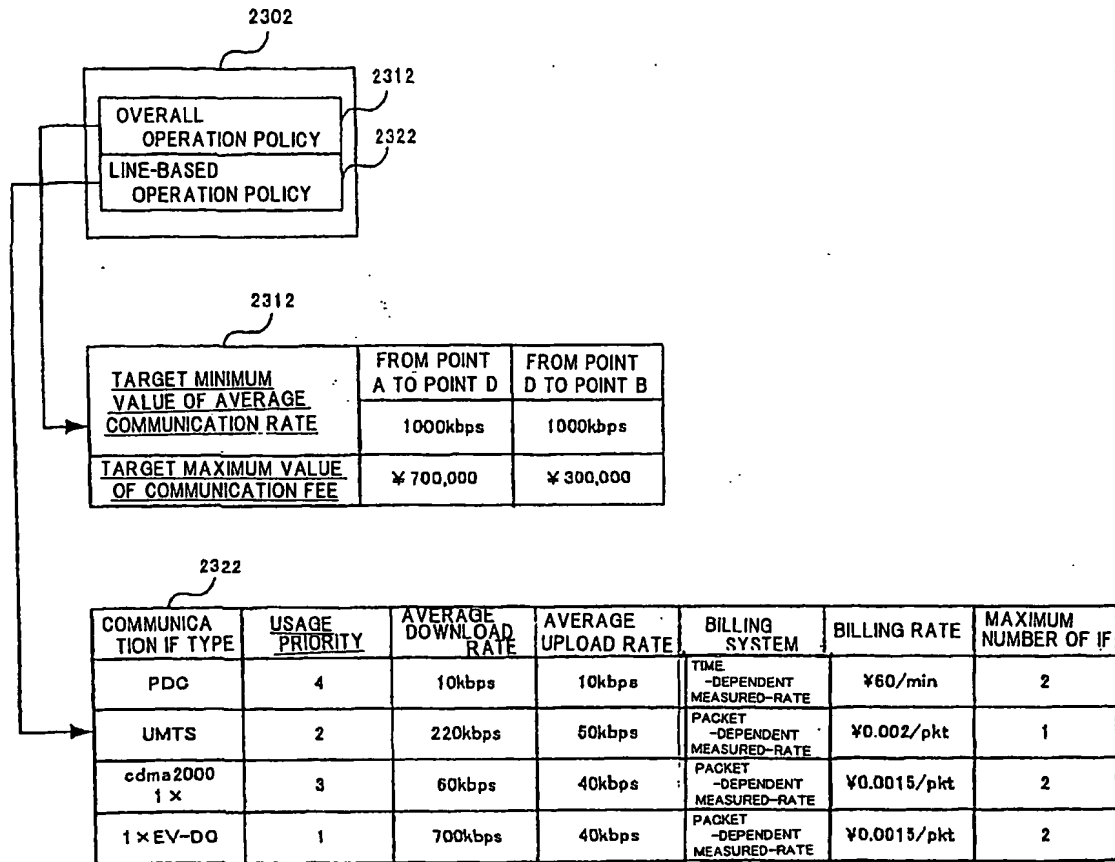 2302
2312
OVERALL
OPERATION POLICY
2322
LINE-BASED
OPERATION POLICY
2312
TARGET MINIMUM
VALUE OF AVERAGE
COMMUNICATION RATE
FROM POINT
A TO POINT D
FROM POINT
D TO POINT B
1000kbps
1000kbps
TARGET MAXIMUM VALUE
OF COMMUNICATION FEE
¥700,000
¥300,000
2322
COMMUNICA
TION IF TYPE
USAGE
PRIORITY
AVERAGE
DOWNLOAD
RATE
AVERAGE
UPLOAD RATE
BILLING
SYSTEM
BILLING RATE
MAXIMUM
NUMBER OF IF
PDC
4
10kbps
10kbps
TIME
-DEPENDENT
MEASURED-RATE
¥60/min
2
UMTS
2
220kbps
50kbps
PACKET
-DEPENDENT
MEASURED-RATE
¥0.002/pkt
1
cdma2000
1×
3
60kbps
40kbps
PACKET
-DEPENDENT
MEASURED-RATE
¥0.0015/pkt
2
1×EV-DO
1
700kbps
40kbps
PACKET
-DEPENDENT
MEASURED-RATE
¥0.0015/pkt
2